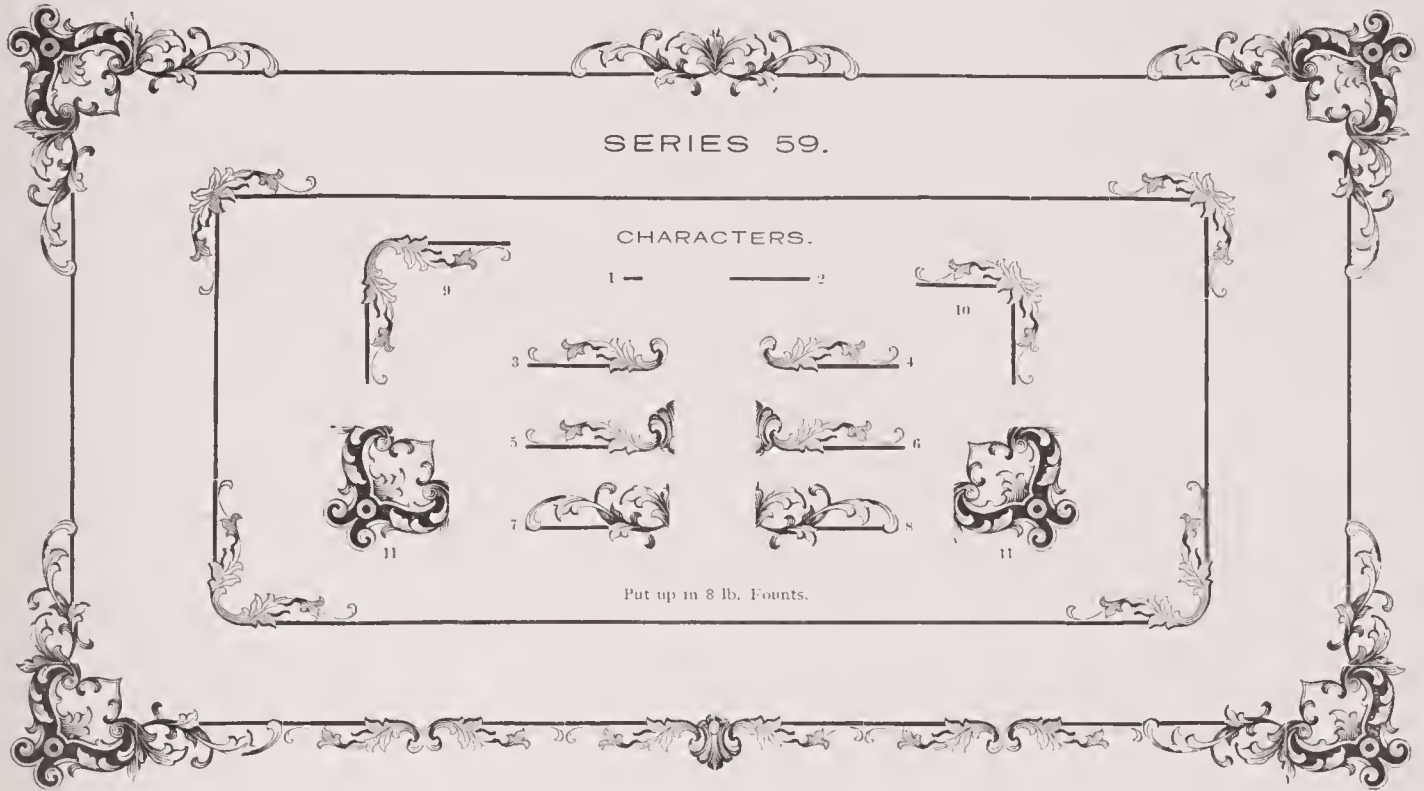 SERIES 59.
CHARACTERS.
1 2
9
10
3 4
5 6
7 8
11 11
Put up in 8 lb. Founts.